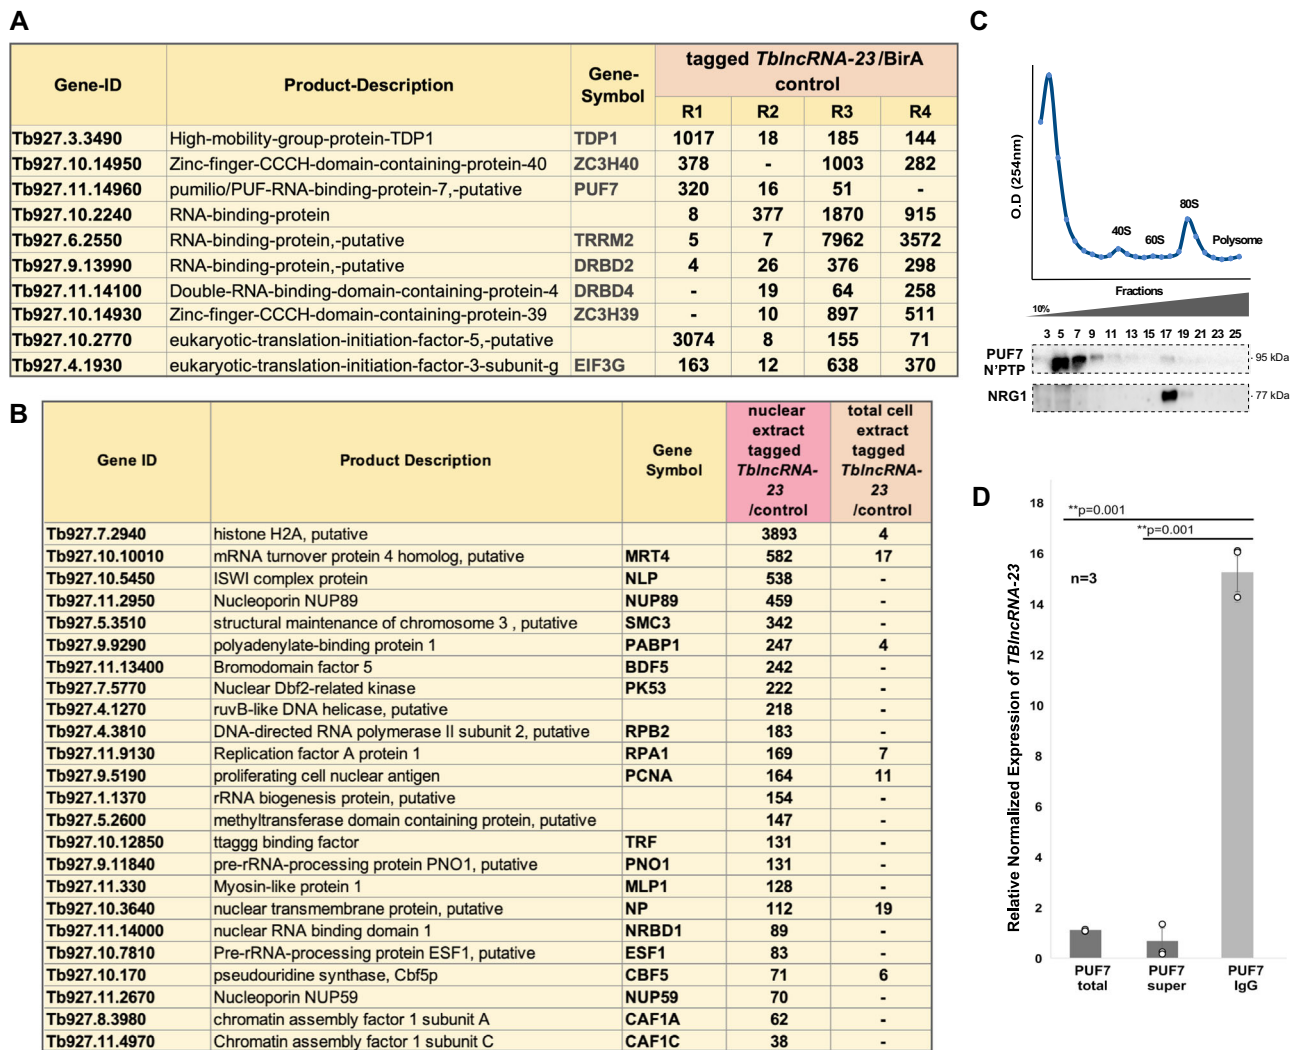 A
Gene-ID Product-Description Gene-Symbol tagged TblncRNA-23/BirA control
R1 R2 R3 R4
Tb927.3.3490 High-mobility-group-protein-TDP1 TDP1 1017 18 185 144
Tb927.10.14950 Zinc-finger-CCCH-domain-containing-protein-40 ZC3H40 378 - 1003 282
Tb927.11.14960 pumilio/PUF-RNA-binding-protein-7,-putative PUF7 320 16 51 -
Tb927.10.2240 RNA-binding-protein 8 377 1870 915
Tb927.6.2550 RNA-binding-protein,-putative TRRM2 5 7 7962 3572
Tb927.9.13990 RNA-binding-protein,-putative DRBD2 4 26 376 298
Tb927.11.14100 Double-RNA-binding-domain-containing-protein-4 DRBD4 - 19 64 258
Tb927.10.14930 Zinc-finger-CCCH-domain-containing-protein-39 ZC3H39 - 10 897 511
Tb927.10.2770 eukaryotic-translation-initiation-factor-5,-putative 3074 8 155 71
Tb927.4.1930 eukaryotic-translation-initiation-factor-3-subunit-g EIF3G 163 12 638 370
B
Gene ID Product Description Gene Symbol nuclear extract tagged TblncRNA-23 /control total cell extract tagged TblncRNA-23 /control
Tb927.7.2940 histone H2A, putative 3893 4
Tb927.10.10010 mRNA turnover protein 4 homolog, putative MRT4 582 17
Tb927.10.5450 ISWI complex protein NLP 538 -
Tb927.11.2950 Nucleoporin NUP89 NUP89 459 -
Tb927.5.3510 structural maintenance of chromosome 3 , putative SMC3 342 -
Tb927.9.9290 polyadenylate-binding protein 1 PABP1 247 4
Tb927.11.13400 Bromodomain factor 5 BDF5 242 -
Tb927.7.5770 Nuclear Dbf2-related kinase PK53 222 -
Tb927.4.1270 ruvB-like DNA helicase, putative 218 -
Tb927.4.3810 DNA-directed RNA polymerase II subunit 2, putative RPB2 183 -
Tb927.11.9130 Replication factor A protein 1 RPA1 169 7
Tb927.9.5190 proliferating cell nuclear antigen PCNA 164 11
Tb927.1.1370 rRNA biogenesis protein, putative 154 -
Tb927.5.2600 methyltransferase domain containing protein, putative 147 -
Tb927.10.12850 ttaggg binding factor TRF 131 -
Tb927.9.11840 pre-rRNA-processing protein PNO1, putative PNO1 131 -
Tb927.11.330 Myosin-like protein 1 MLP1 128 -
Tb927.10.3640 nuclear transmembrane protein, putative NP 112 19
Tb927.11.14000 nuclear RNA binding domain 1 NRBD1 89 -
Tb927.10.7810 Pre-rRNA-processing protein ESF1, putative ESF1 83 -
Tb927.10.170 pseudouridine synthase, Cbf5p CBF5 71 6
Tb927.11.2670 Nucleoporin NUP59 NUP59 70 -
Tb927.8.3980 chromatin assembly factor 1 subunit A CAF1A 62 -
Tb927.11.4970 Chromatin assembly factor 1 subunit C CAF1C 38 -
C
O.D (254nm)
40S 60S 80S Polysome
Fractions
10%
3 5 7 9 11 13 15 17 19 21 23 25
PUF7 N'PTP - 95 kDa
NRG1 - 77 kDa
D
Relative Normalized Expression of TBlncRNA-23
**p=0.001
**p=0.001
n=3
18
16
14
12
10
8
6
4
2
0
PUF7 total
PUF7 super
PUF7 IgG